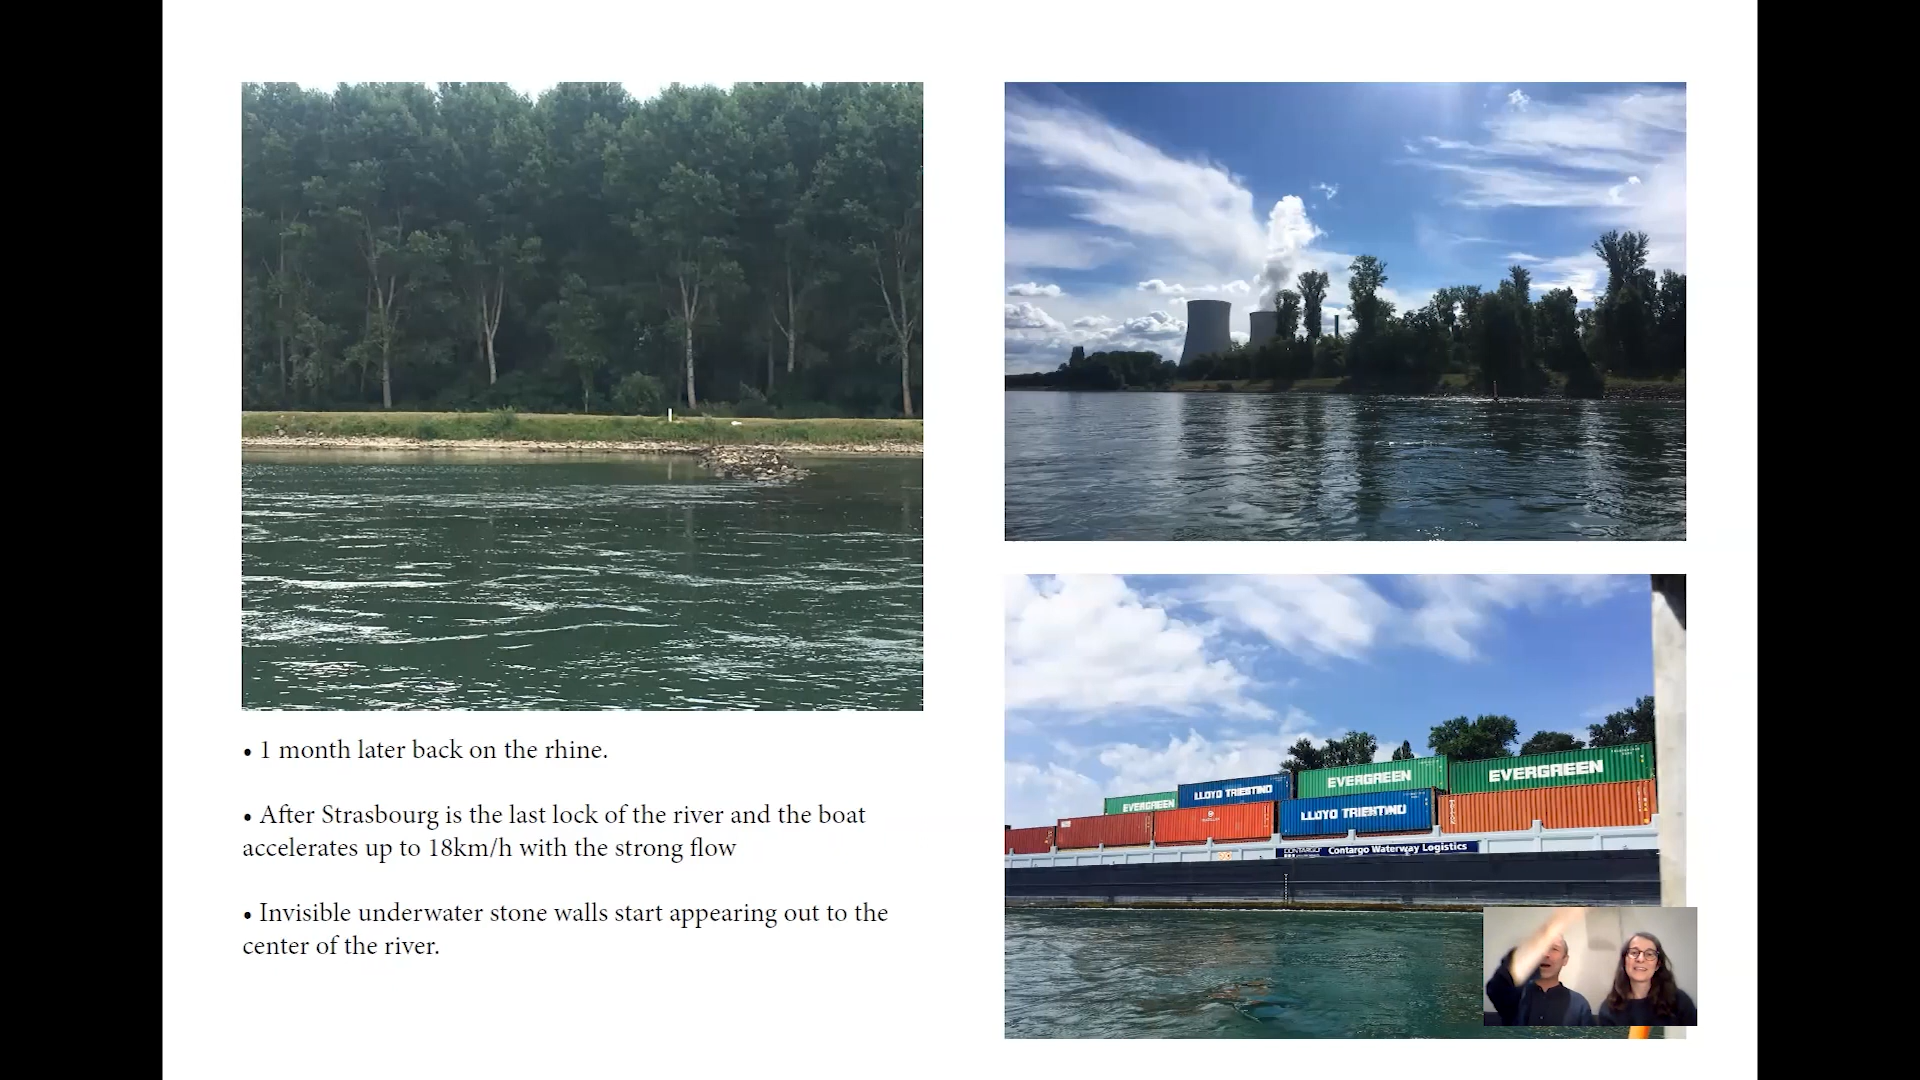 • 1 month later back on the rhine.
• After Strasbourg is the last lock of the river and the boat
accelerates up to 18km/h with the strong flow
• Invisible underwater stone walls start appearing out to the
center of the river.
EVERGREEN
LLOYD TRIESTINO
EVERGREEN
EVERGREEN
LLOYD TRIESTINO
CONTARGO
Contargo Waterway Logistics